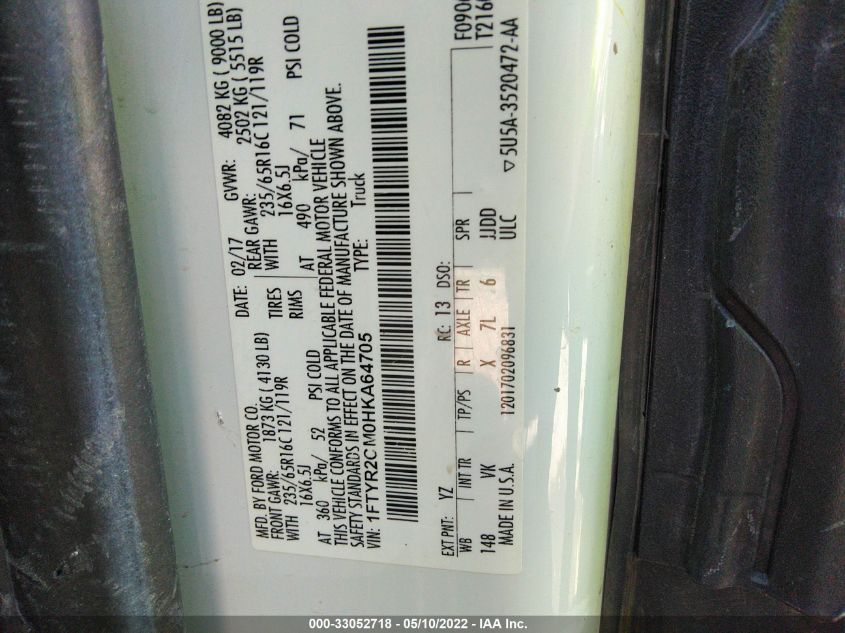 MFD. BY FORD MOTOR CO. DATE: 02/17 GVWR: 4082 KG ( 9000 LB)
FRONT GAWR: 1873 KG ( 4130 LB) REAR GAWR: 2502 KG ( 5515 LB)
WITH 235/65R16C 121/119R TIRES WITH 235/65R16C 121/119R
16X6.5J RIMS 16X6.5J
AT 360 kPa/ 52 PSI COLD AT 490 kPa/ 71 PSI COLD
THIS VEHICLE CONFORMS TO ALL APPLICABLE FEDERAL MOTOR VEHICLE
SAFETY STANDARDS IN EFFECT ON THE DATE OF MANUFACTURE SHOWN ABOVE.
VIN: 1FTYR2CM0HKA64705 TYPE: Truck
EXT PNT: YZ RC: 13 DSO: F090
WB INT TR TP/PS R AXLE TR SPR T216
148 VK X 7L 6 JJDD
MADE IN U.S.A. 1201702096831 ULC ▽ 5U5A-3520472-AA
000-33052718 - 05/10/2022 - IAA Inc.